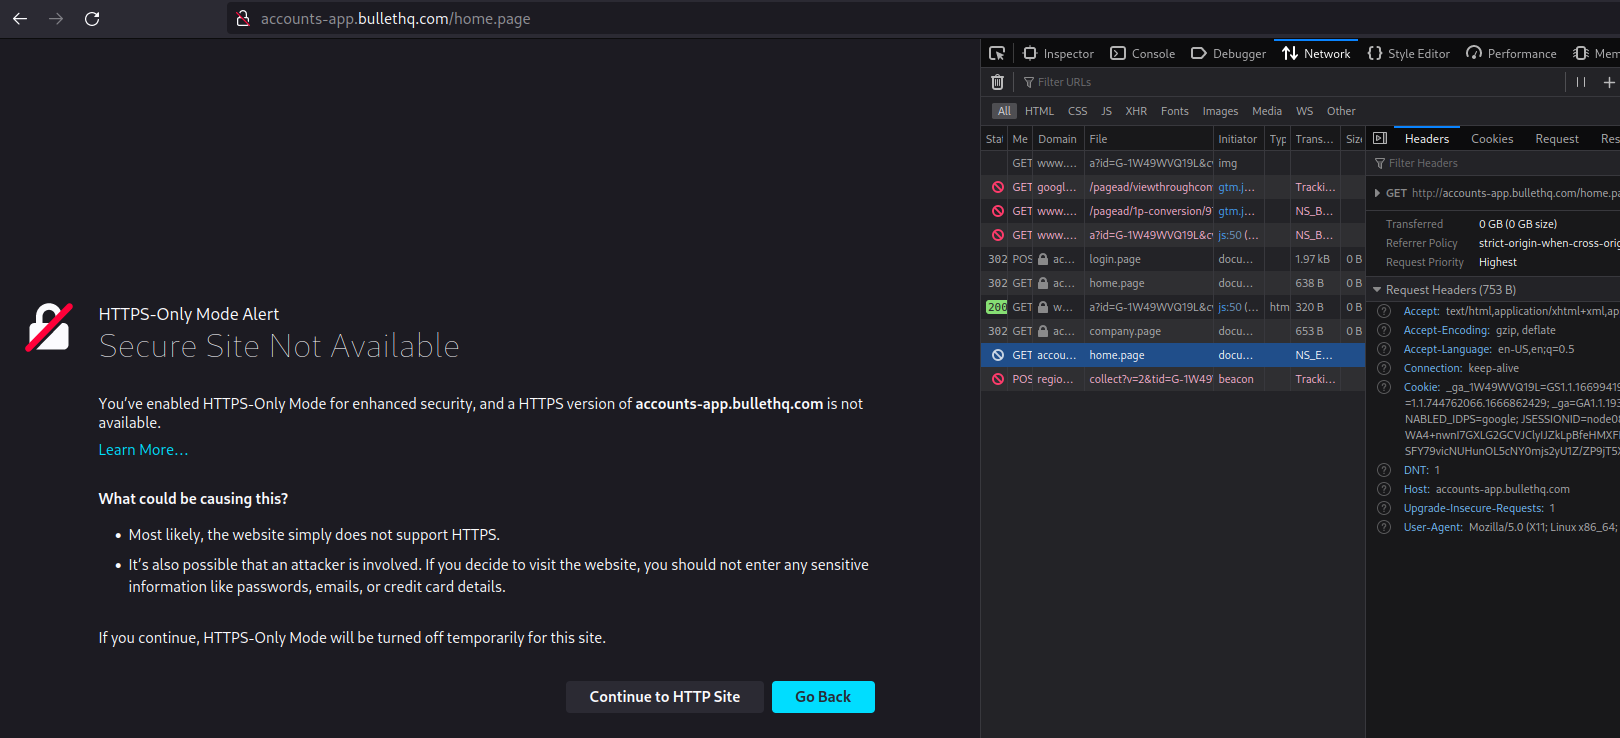 accounts-app.bullethq.com/home.page
HTTPS-Only Mode Alert
Secure Site Not Available
You've enabled HTTPS-Only Mode for enhanced security, and a HTTPS version of accounts-app.bullethq.com is not
available.
Learn More…
What could be causing this?
• Most likely, the website simply does not support HTTPS.
• It's also possible that an attacker is involved. If you decide to visit the website, you should not enter any sensitive
information like passwords, emails, or credit card details.
If you continue, HTTPS-Only Mode will be turned off temporarily for this site.
Continue to HTTP Site Go Back
Inspector Console Debugger Network Style Editor Performance Mem
Filter URLs
All HTML CSS JS XHR Fonts Images Media WS Other
Stat Me Domain File Initiator Typ Trans… Size
GET www.… a?id=G-1W49WVQ19L&cv img
GET googl… /pagead/viewthroughcon gtm.j… Tracki…
GET www.… /pagead/1p-conversion/9 gtm.j… NS_B…
GET www.… a?id=G-1W49WVQ19L&cv js:50 (… NS_B…
302 POS ac… login.page docu… 1.97 kB 0 B
302 GET ac… home.page docu… 638 B 0 B
200 GET w… a?id=G-1W49WVQ19L&cv js:50 (… htm 320 B 0 B
302 GET ac… company.page docu… 653 B 0 B
GET accou… home.page docu… NS_E…
POS regio… collect?v=2&tid=G-1W49 beacon Tracki…
Headers Cookies Request Res
Filter Headers
GET http://accounts-app.bullethq.com/home.pa
Transferred 0 GB (0 GB size)
Referrer Policy strict-origin-when-cross-orig
Request Priority Highest
Request Headers (753 B)
Accept: text/html,application/xhtml+xml,ap
Accept-Encoding: gzip, deflate
Accept-Language: en-US,en;q=0.5
Connection: keep-alive
Cookie: _ga_1W49WVQ19L=GS1.1.16699419
=1.1.744762066.1666862429; _ga=GA1.1.193
NABLED_IDPS=google; JSESSIONID=node08
WA4+nwnI7GXLG2GCVJClyIJZkLpBfeHMXFI
SFY79vicNUHunOL5cNY0mjs2yU1Z/ZP9jT5X
DNT: 1
Host: accounts-app.bullethq.com
Upgrade-Insecure-Requests: 1
User-Agent: Mozilla/5.0 (X11; Linux x86_64;